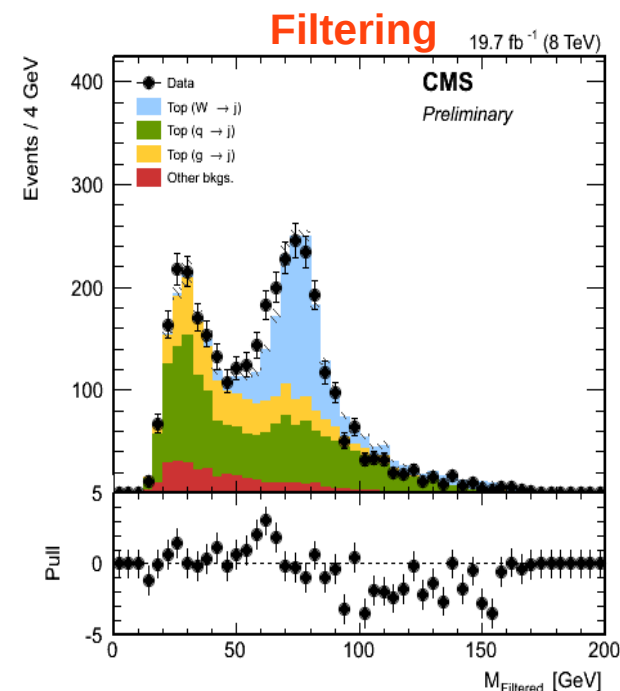 Filtering
19.7 fb⁻¹ (8 TeV)
Events / 4 GeV
400
300
200
100
Data
Top (W → j)
Top (q → j)
Top (g → j)
Other bkgs.
CMS
Preliminary
Pull
5
0
-5
0 50 100 150 200
M_Filtered [GeV]